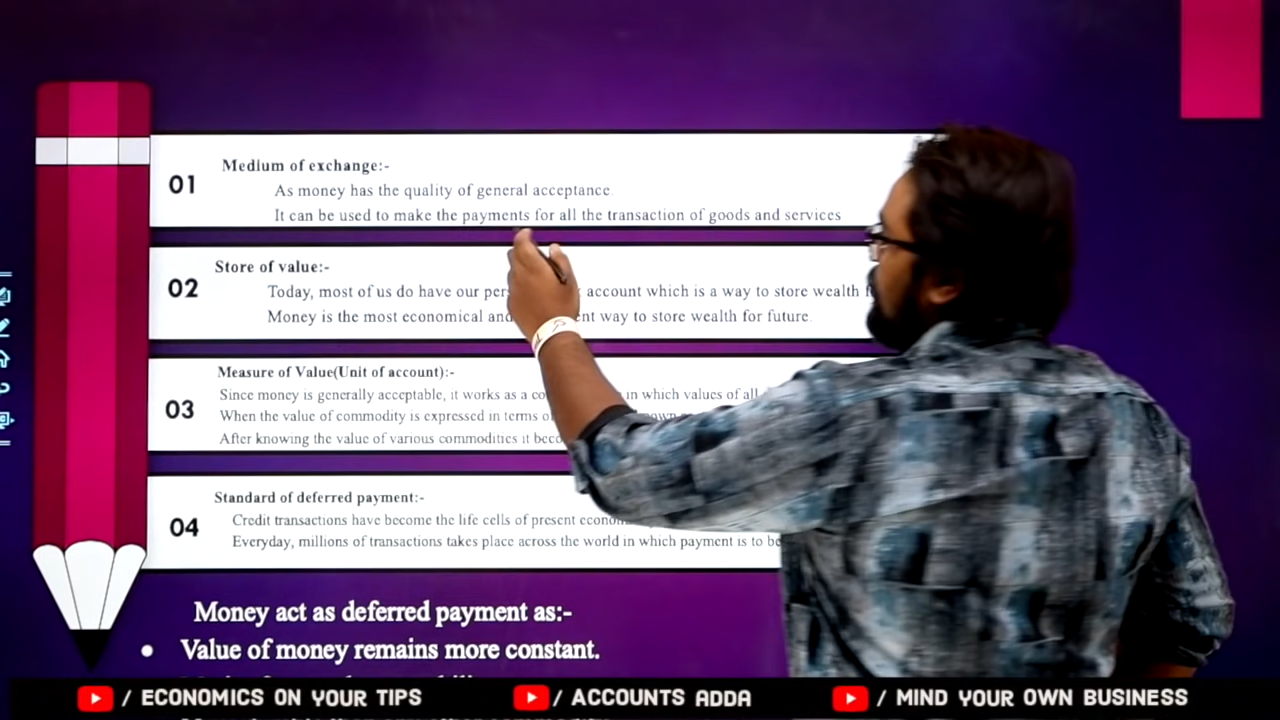 01
Medium of exchange:-
As money has the quality of general acceptance.
It can be used to make the payments for all the transaction of goods and services
02
Store of value:-
Today, most of us do have our account which is a way to store wealth
Money is the most economical and way to store wealth for future.
03
Measure of Value(Unit of account):-
Since money is generally acceptable, it works as a in which values of all
When the value of commodity is expressed in terms
After knowing the value of various commodities it
04
Standard of deferred payment:-
Credit transactions have become the life cells of present
Everyday, millions of transactions takes place across the world in which payment is to
Money act as deferred payment as:-
• Value of money remains more constant.
/ ECONOMICS ON YOUR TIPS
/ ACCOUNTS ADDA
/ MIND YOUR OWN BUSINESS